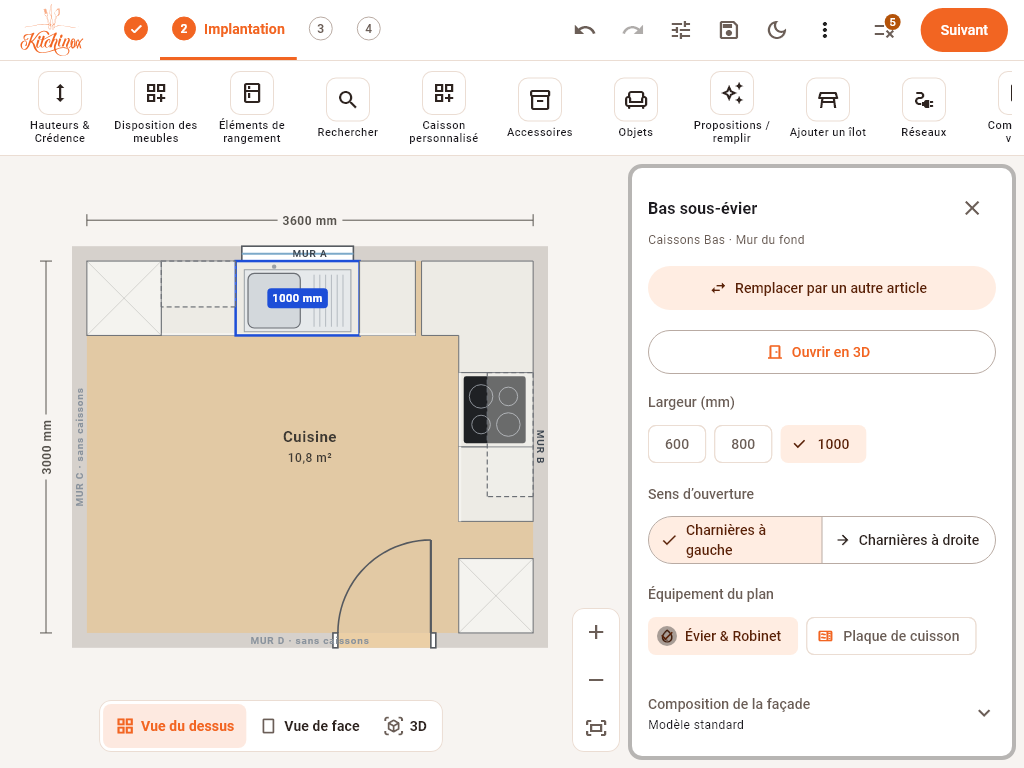 Kitchinox
2 Implantation
3
4
5
Suivant
Hauteurs &
Crédence
Disposition des
meubles
Éléments de
rangement
Rechercher
Caisson
personnalisé
Accessoires
Objets
Propositions /
remplir
Ajouter un îlot
Réseaux
3600 mm
MUR A
1000 mm
3000 mm
MUR C · sans caissons
Cuisine
10,8 m²
MUR B
MUR D · sans caissons
Vue du dessus
Vue de face
3D
Bas sous-évier
Caissons Bas · Mur du fond
Remplacer par un autre article
Ouvrir en 3D
Largeur (mm)
600
800
1000
Sens d'ouverture
Charnières à
gauche
Charnières à droite
Équipement du plan
Évier & Robinet
Plaque de cuisson
Composition de la façade
Modèle standard